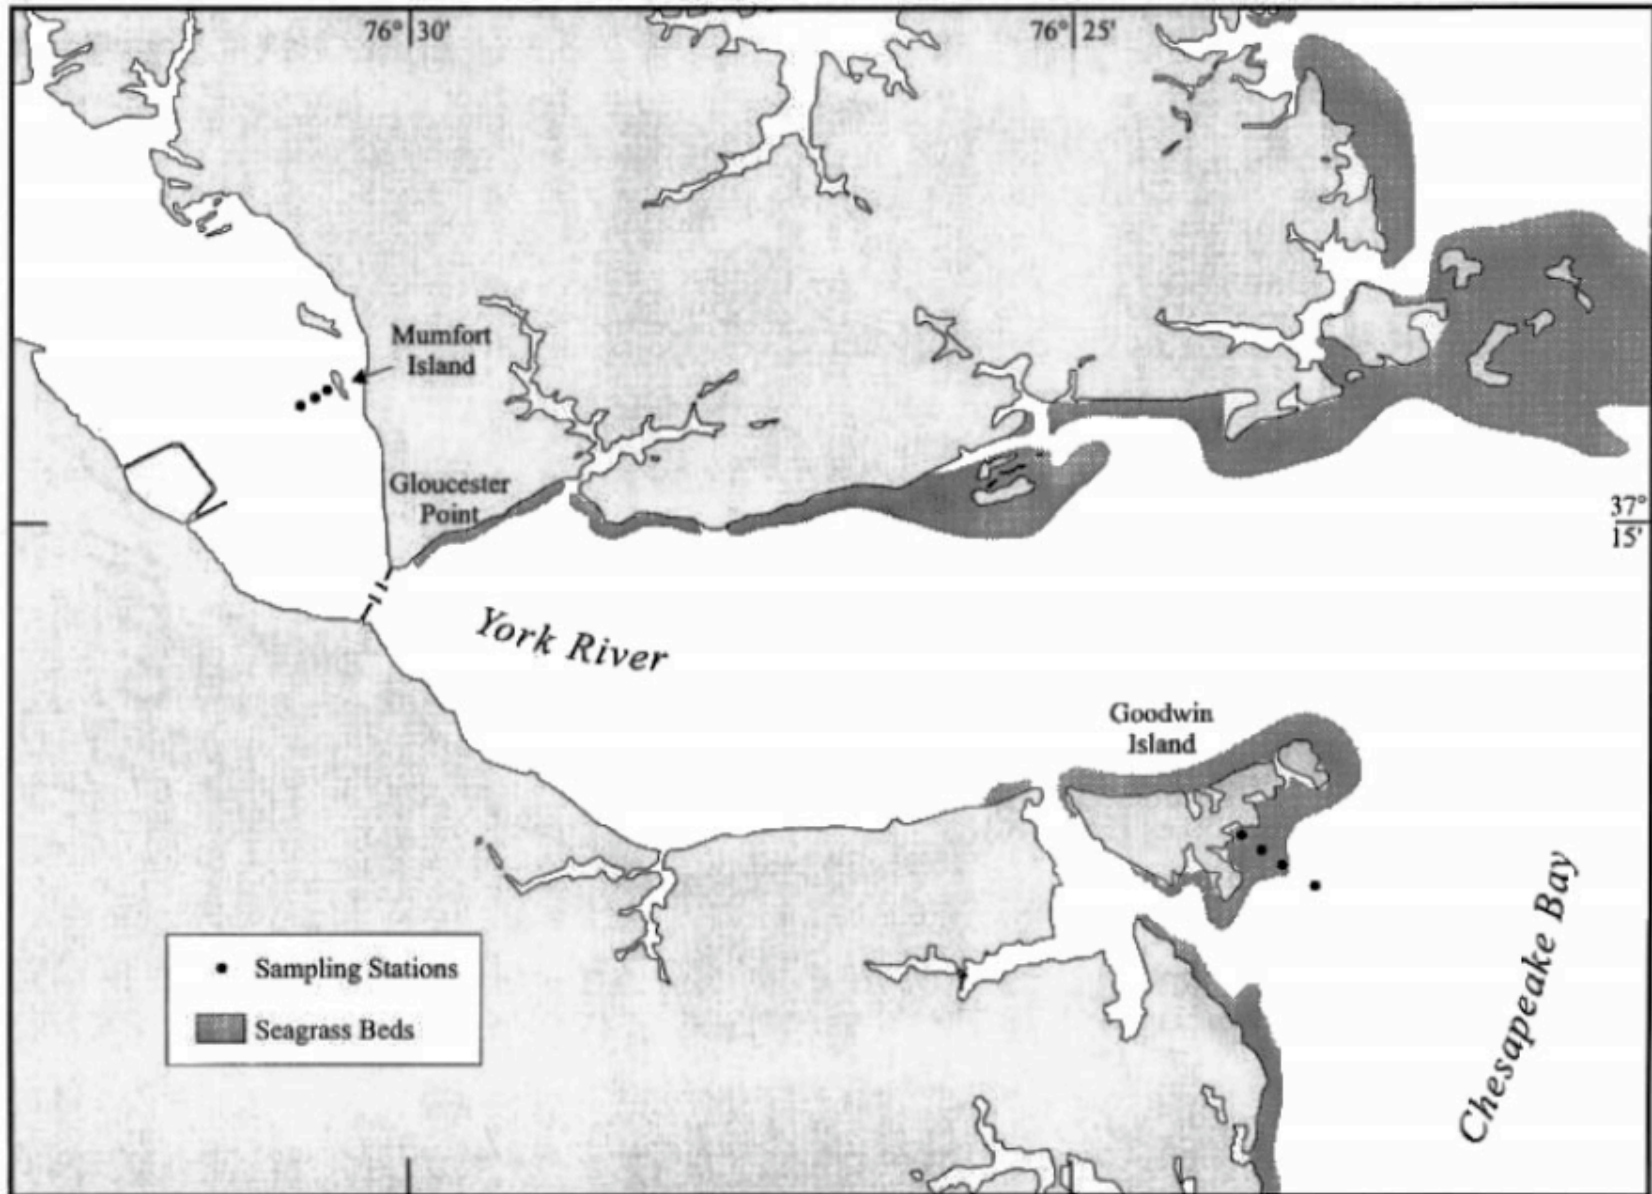 76° 30'
76° 25'
Mumfort
Island
Gloucester
Point
37°
15'
York River
Goodwin
Island
Sampling Stations
Seagrass Beds
Chesapeake Bay